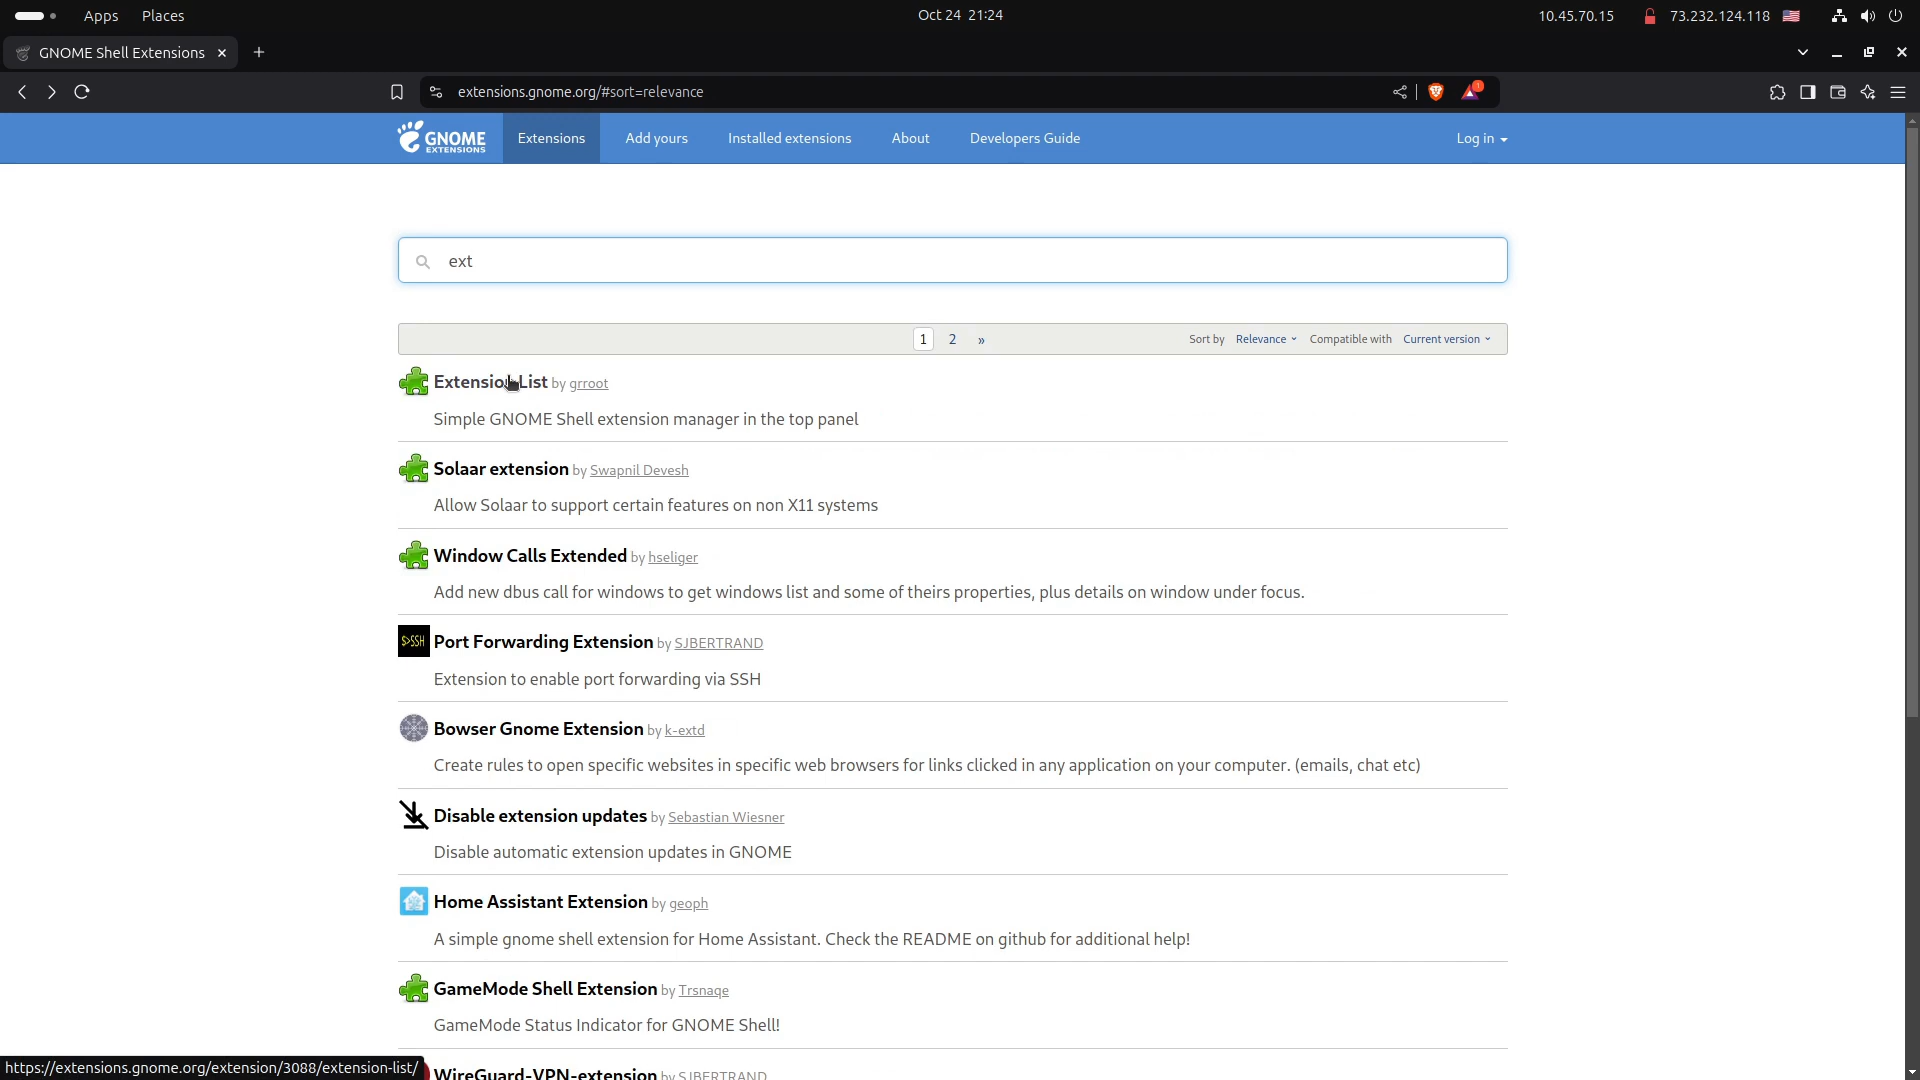 Apps Places Oct 24 21:24 10.45.70.15 73.232.124.118
GNOME Shell Extensions
extensions.gnome.org/#sort=relevance 1
GNOME EXTENSIONS Extensions Add yours Installed extensions About Developers Guide Log in
ext
1 2 » Sort by Relevance Compatible with Current version
Extension List by grroot
Simple GNOME Shell extension manager in the top panel
Solaar extension by Swapnil Devesh
Allow Solaar to support certain features on non X11 systems
Window Calls Extended by hseliger
Add new dbus call for windows to get windows list and some of theirs properties, plus details on window under focus.
$>SSH Port Forwarding Extension by SJBERTRAND
Extension to enable port forwarding via SSH
Bowser Gnome Extension by k-extd
Create rules to open specific websites in specific web browsers for links clicked in any application on your computer. (emails, chat etc)
Disable extension updates by Sebastian Wiesner
Disable automatic extension updates in GNOME
Home Assistant Extension by geoph
A simple gnome shell extension for Home Assistant. Check the README on github for additional help!
GameMode Shell Extension by Trsnaqe
GameMode Status Indicator for GNOME Shell!
WireGuard-VPN-extension by SJBERTRAND
https://extensions.gnome.org/extension/3088/extension-list/